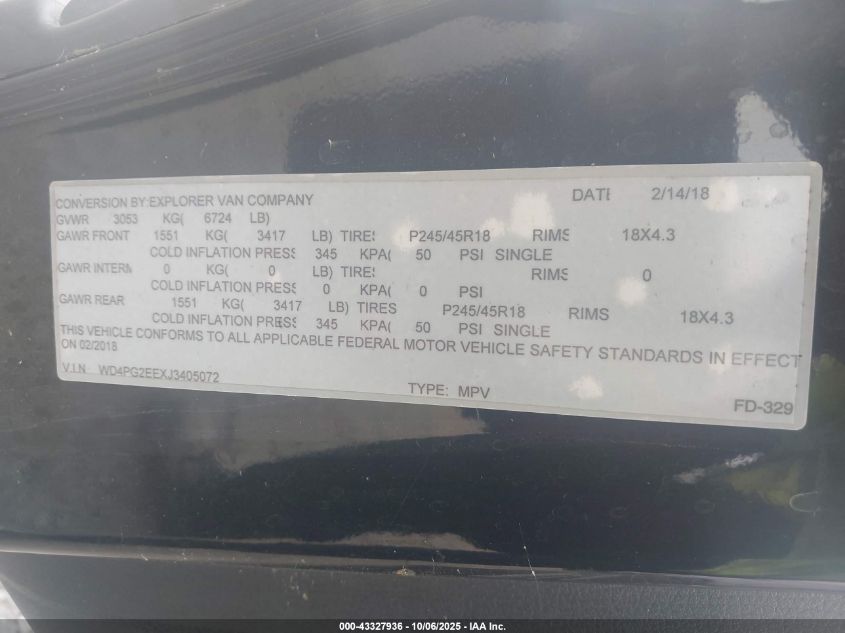 CONVERSION BY:EXPLORER VAN COMPANY DATE 2/14/18
GVWR 3053 KG( 6724 LB)
GAWR FRONT 1551 KG( 3417 LB) TIRES P245/45R18 RIMS 18X4.3
COLD INFLATION PRESS 345 KPA( 50 PSI SINGLE
GAWR INTERM 0 KG( 0 LB) TIRES RIMS 0
COLD INFLATION PRESS 0 KPA( 0 PSI
GAWR REAR 1551 KG( 3417 LB) TIRES P245/45R18 RIMS 18X4.3
COLD INFLATION PRESS 345 KPA( 50 PSI SINGLE
THIS VEHICLE CONFORMS TO ALL APPLICABLE FEDERAL MOTOR VEHICLE SAFETY STANDARDS IN EFFECT
ON 02/2018
V.I.N WD4PG2EEXJ3405072 TYPE: MPV FD-329
000-43327936 - 10/06/2025 - IAA Inc.